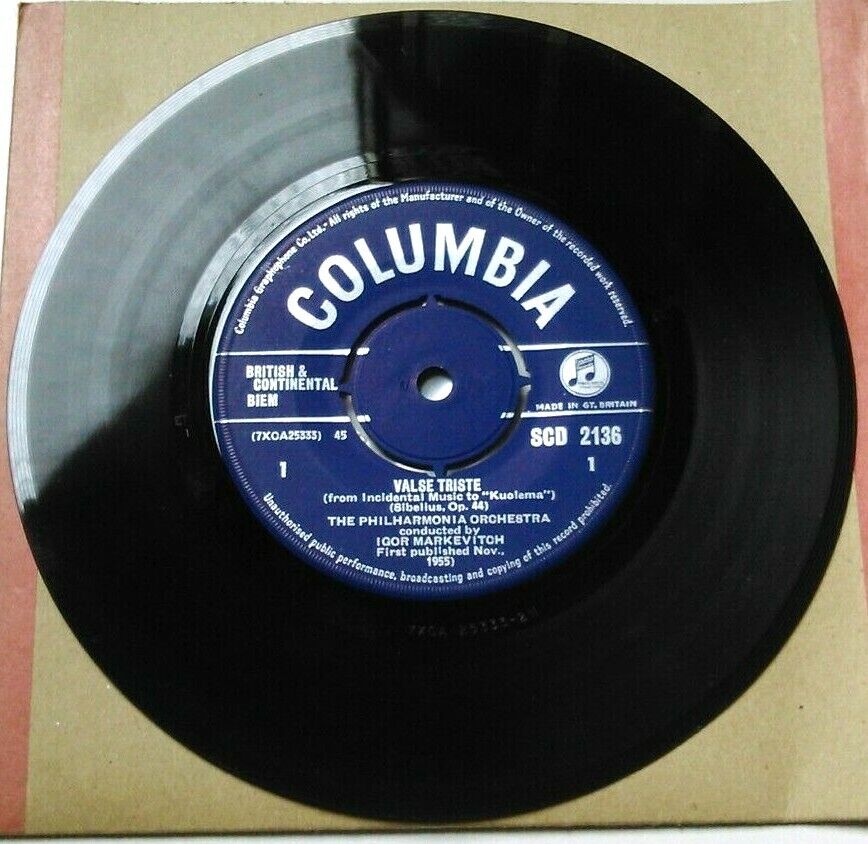 Columbia Graphophone Co. Ltd.- All rights of the Manufacturer and of the Owner of the recorded work reserved.
COLUMBIA
BRITISH &
CONTINENTAL
BIEM
MADE IN GT. BRITAIN
(7XCA25333) 45
SCD 2136
1
1
VALSE TRISTE
(from Incidental Music to "Kuolema")
(Sibelius, Op. 44)
THE PHILHARMONIA ORCHESTRA
conducted by
IGOR MARKEVITCH
First published Nov.,
1955)
Unauthorised public performance, broadcasting and copying of this record prohibited.
7XCA 25333-2N